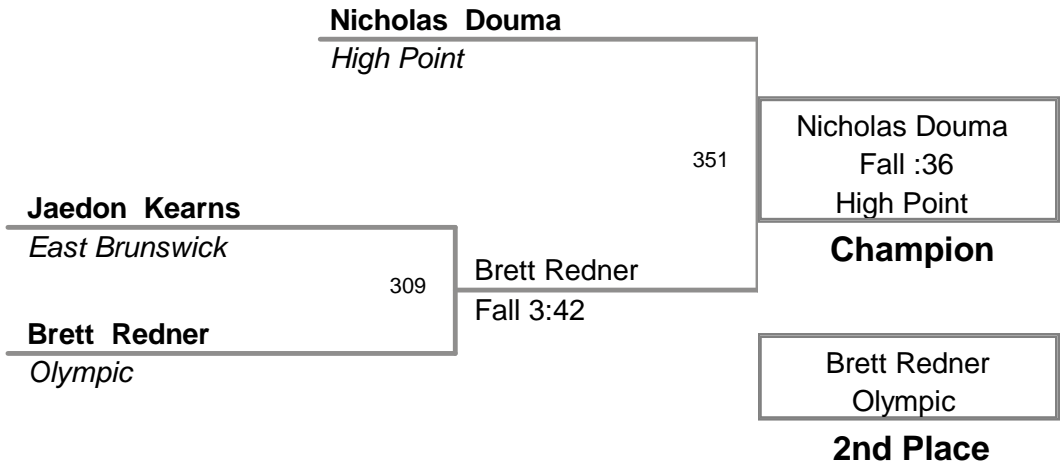 Nicholas Douma
High Point
351
Nicholas Douma
Fall :36
High Point
Champion
Jaedon Kearns
East Brunswick
309
Brett Redner
Fall 3:42
Brett Redner
Olympic
Brett Redner
Olympic
2nd Place